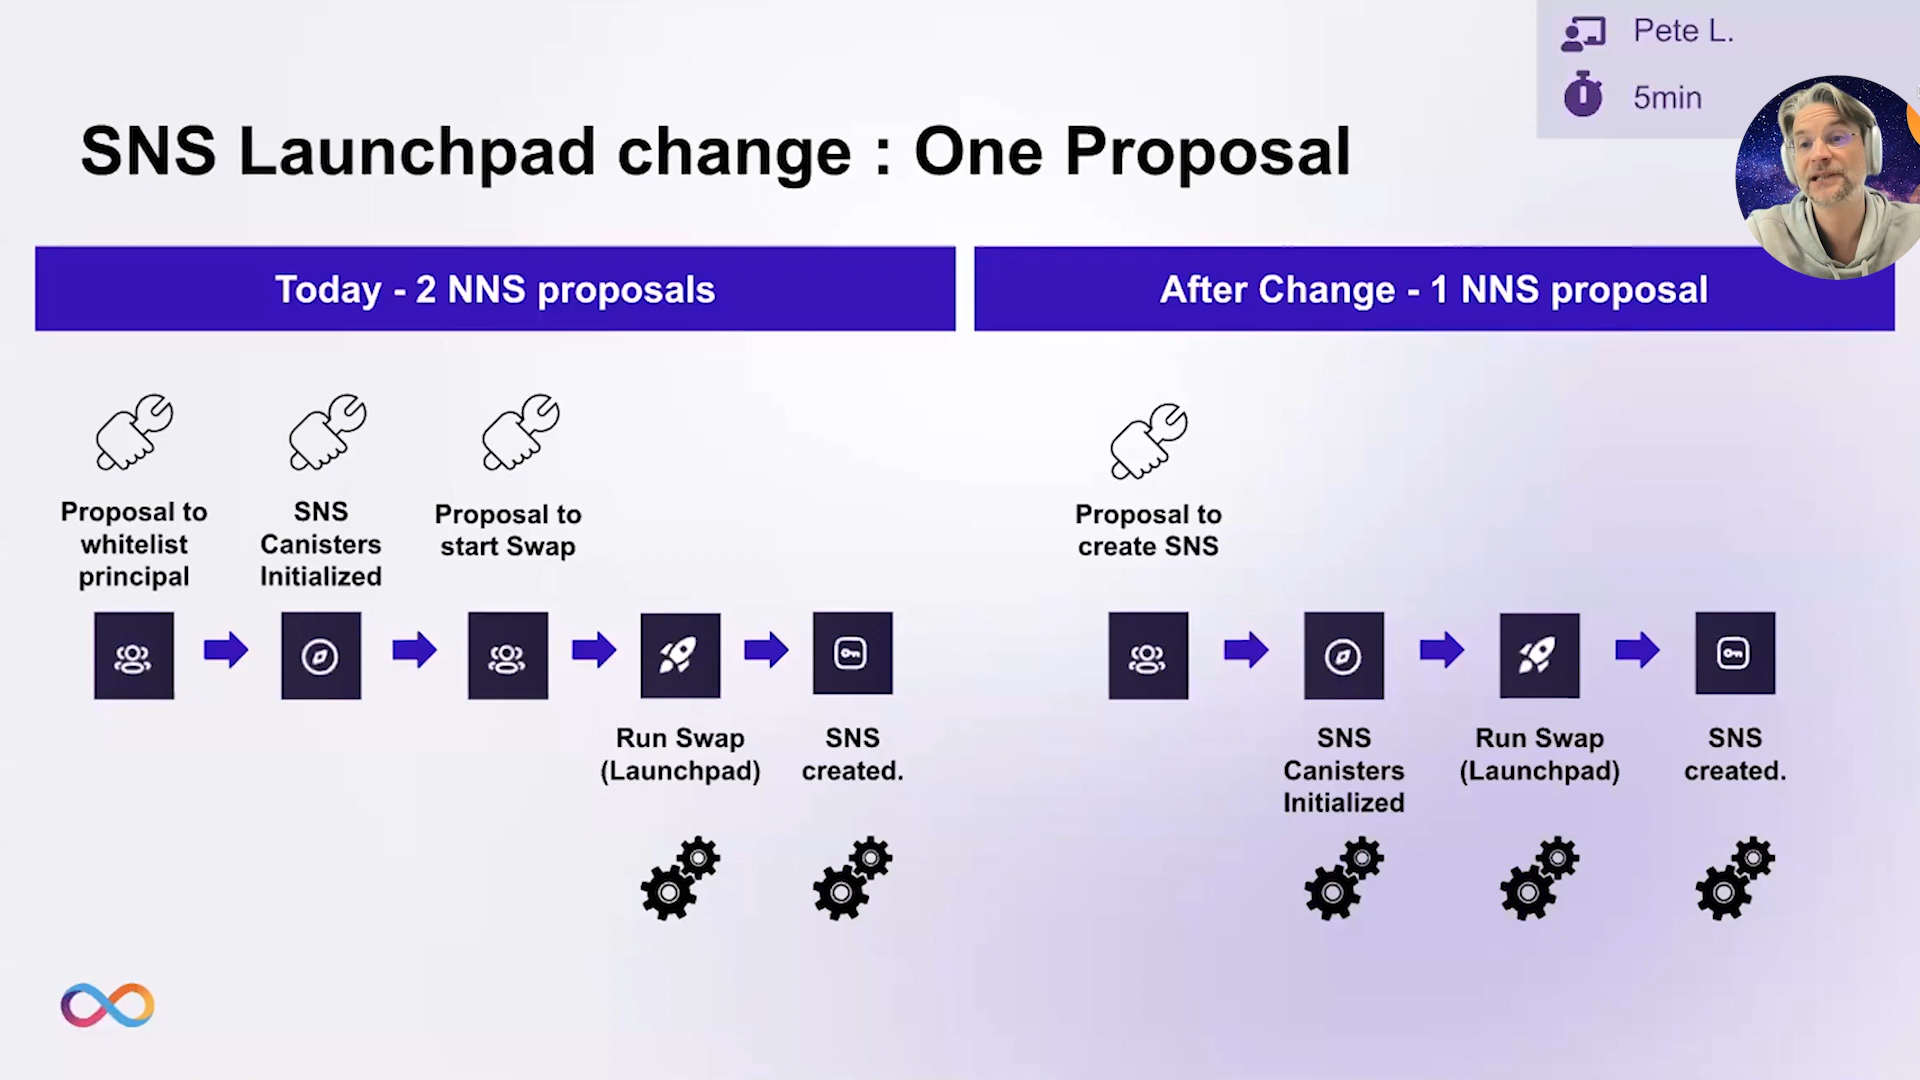 Pete L.
5min
SNS Launchpad change : One Proposal
Today - 2 NNS proposals
After Change - 1 NNS proposal
Proposal to
whitelist
principal
SNS
Canisters
Initialized
Proposal to
start Swap
Run Swap
(Launchpad)
SNS
created.
Proposal to
create SNS
SNS
Canisters
Initialized
Run Swap
(Launchpad)
SNS
created.